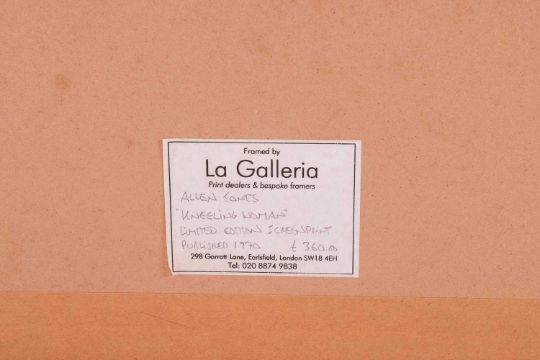 Framed by
La Galleria
Print dealers & bespoke framers
ALLEN JONES
"KNEELING WOMAN"
LIMITED EDITION SCREENPRINT
PUBLISHED 1970 £360.00
298 Garratt Lane, Earlsfield, London SW18 4EH
Tel: 020 8874 9838